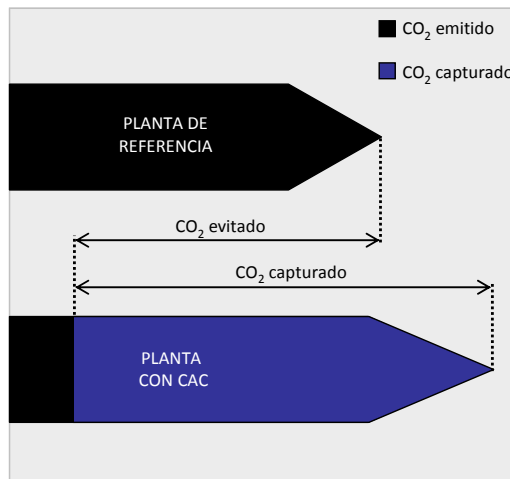 CO₂ emitido
CO₂ capturado
PLANTA DE
REFERENCIA
CO₂ evitado
CO₂ capturado
PLANTA
CON CAC